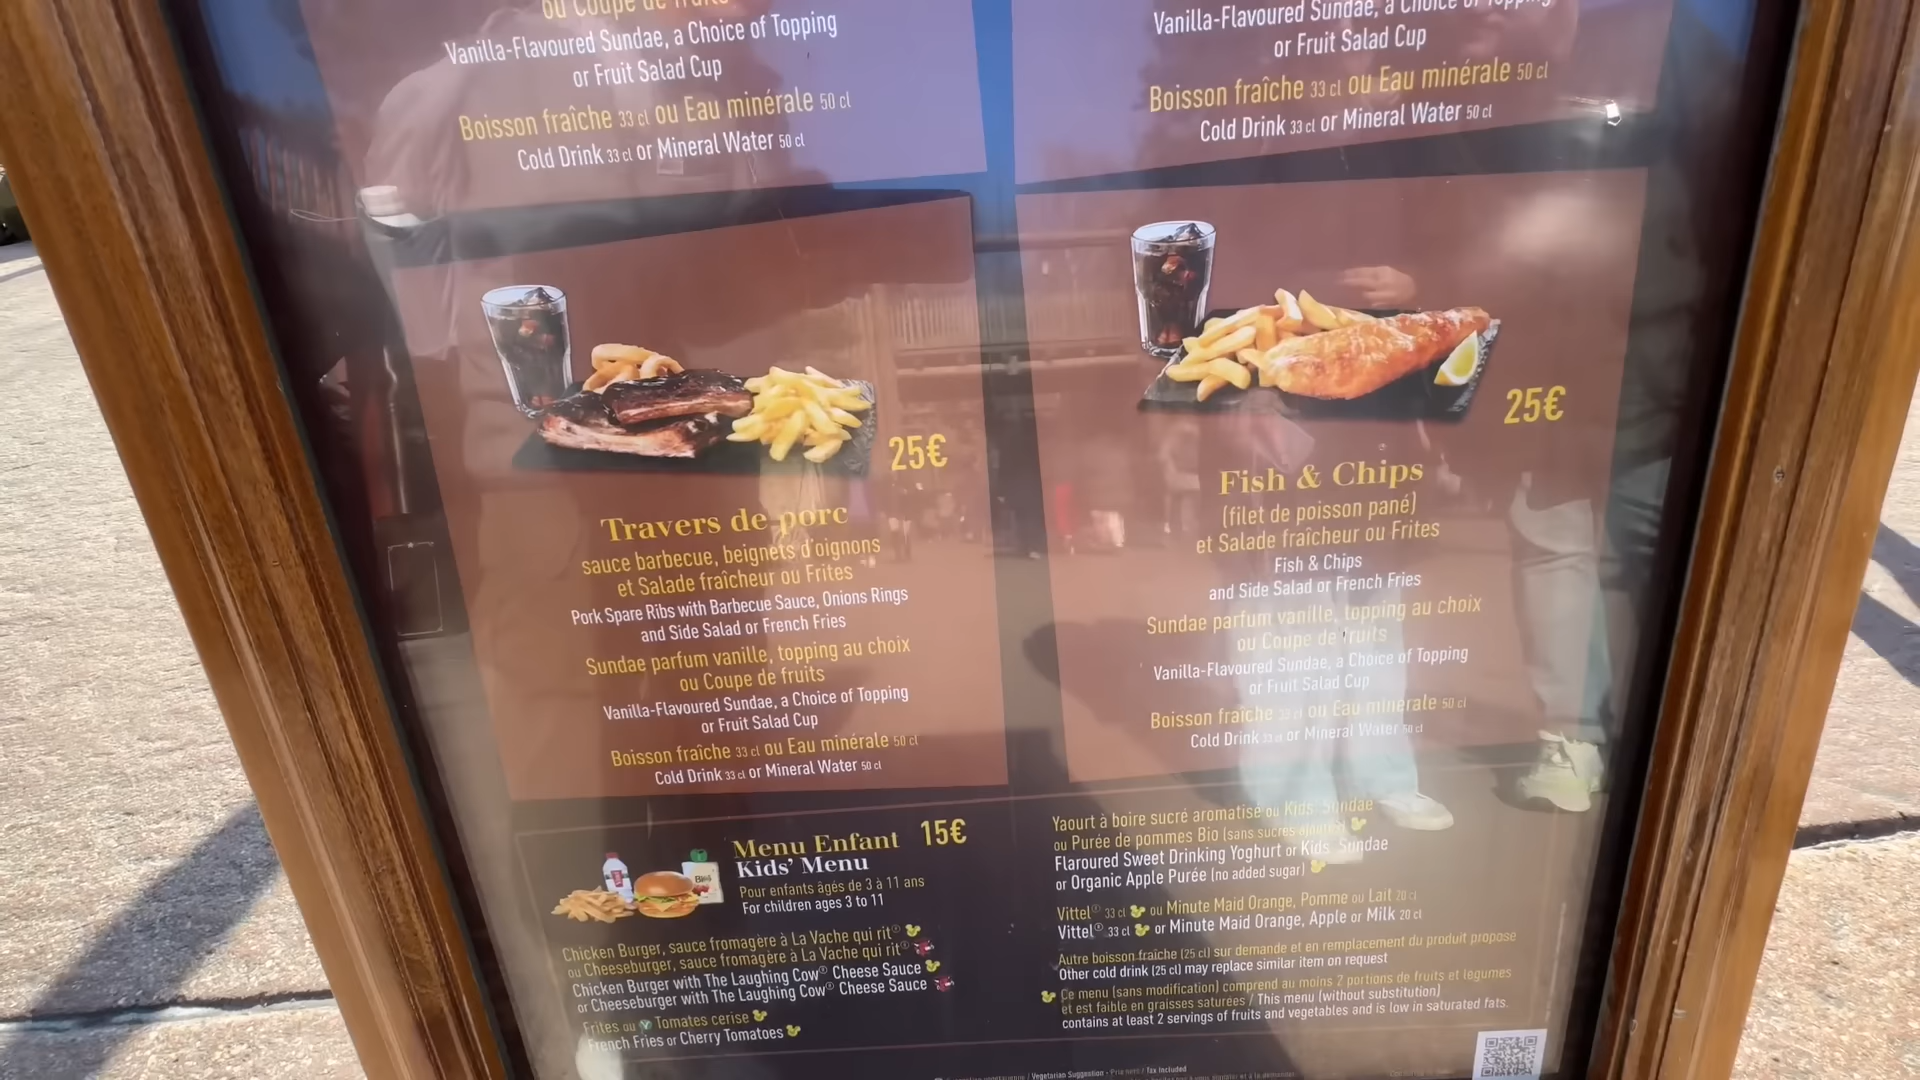 ou Coupe de fruits
Vanilla-Flavoured Sundae, a Choice of Topping
or Fruit Salad Cup
Boisson fraîche 33 cl ou Eau minérale 50 cl
Cold Drink 33 cl or Mineral Water 50 cl
Vanilla-Flavoured Sundae, a Choice of Topping
or Fruit Salad Cup
Boisson fraîche 33 cl ou Eau minérale 50 cl
Cold Drink 33 cl or Mineral Water 50 cl
25€
Travers de porc
sauce barbecue, beignets d'oignons
et Salade fraîcheur ou Frites
Pork Spare Ribs with Barbecue Sauce, Onions Rings
and Side Salad or French Fries
Sundae parfum vanille, topping au choix
ou Coupe de fruits
Vanilla-Flavoured Sundae, a Choice of Topping
or Fruit Salad Cup
Boisson fraîche 33 cl ou Eau minérale 50 cl
Cold Drink 33 cl or Mineral Water 50 cl
25€
Fish & Chips
(filet de poisson pané)
et Salade fraîcheur ou Frites
Fish & Chips
and Side Salad or French Fries
Sundae parfum vanille, topping au choix
ou Coupe de fruits
Vanilla-Flavoured Sundae, a Choice of Topping
or Fruit Salad Cup
Boisson fraîche 33 cl ou Eau minérale 50 cl
Cold Drink 33 cl or Mineral Water 50 cl
Menu Enfant 15€
Kids' Menu
Pour enfants âgés de 3 à 11 ans
For children ages 3 to 11
Chicken Burger, sauce fromagère à La Vache qui rit®
ou Cheeseburger, sauce fromagère à La Vache qui rit®
Chicken Burger with The Laughing Cow® Cheese Sauce
or Cheeseburger with The Laughing Cow® Cheese Sauce
Frites ou Tomates cerise
French Fries or Cherry Tomatoes
Yaourt à boire sucré aromatisé ou Kids' Sundae
ou Purée de pommes Bio (sans sucres ajoutés)
Flaroured Sweet Drinking Yoghurt or Kids' Sundae
or Organic Apple Purée (no added sugar)
Vittel® 33 cl ou Minute Maid Orange, Pomme ou Lait 20 cl
Vittel® 33 cl or Minute Maid Orange, Apple or Milk 20 cl
Autre boisson fraîche (25 cl) sur demande et en remplacement du produit proposé
Other cold drink (25 cl) may replace similar item on request
Ce menu (sans modification) comprend au moins 2 portions de fruits et légumes
et est faible en graisses saturées / This menu (without substitution)
contains at least 2 servings of fruits and vegetables and is low in saturated fats.
/ Vegetarian Suggestion - Prix nets / Tax Included